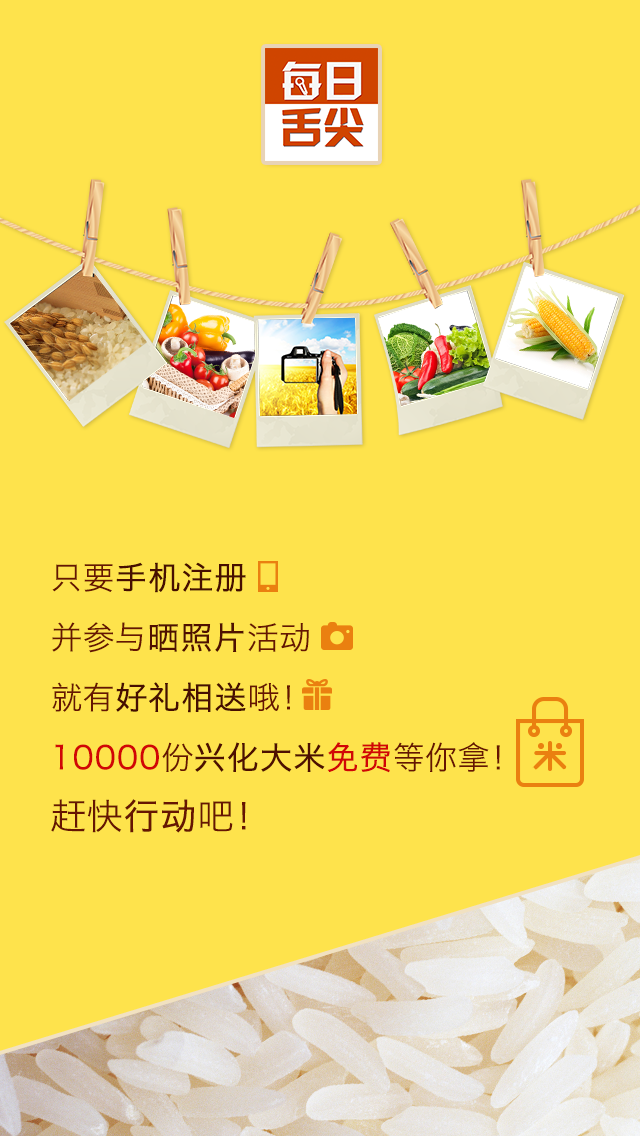 每日
舌尖
只要手机注册
并参与晒照片活动
就有好礼相送哦！
10000份兴化大米免费等你拿！
米
赶快行动吧！